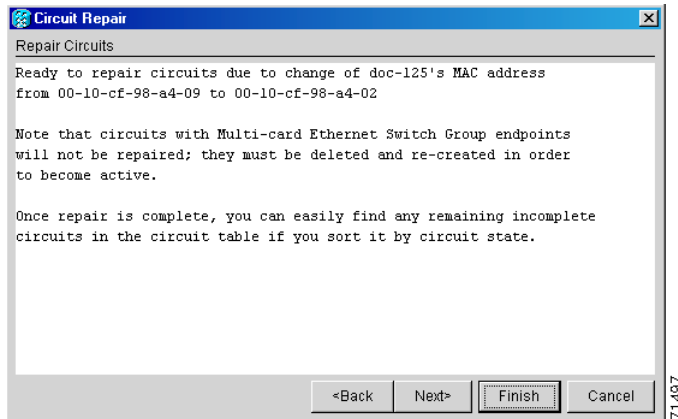 Circuit Repair
Repair Circuits
Ready to repair circuits due to change of doc-125's MAC address
from 00-10-cf-98-a4-09 to 00-10-cf-98-a4-02
Note that circuits with Multi-card Ethernet Switch Group endpoints
will not be repaired; they must be deleted and re-created in order
to become active.
Once repair is complete, you can easily find any remaining incomplete
circuits in the circuit table if you sort it by circuit state.
<Back
Next>
Finish
Cancel
71497